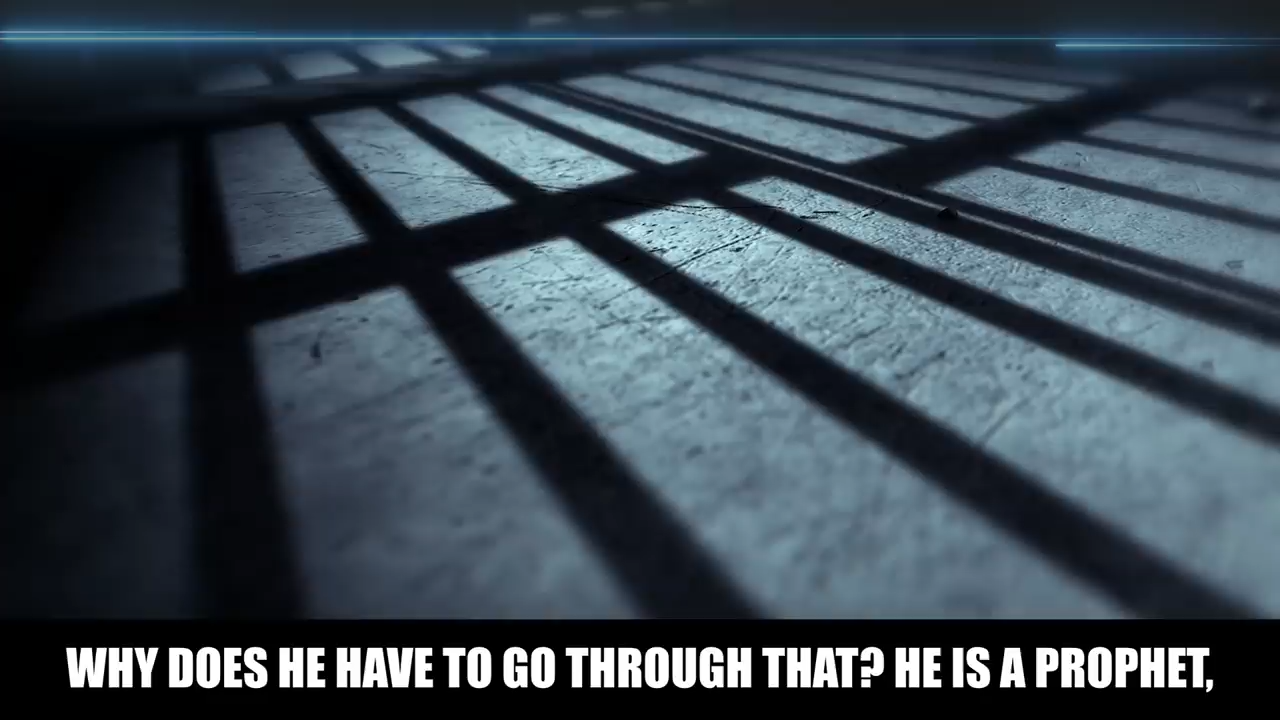 WHY DOES HE HAVE TO GO THROUGH THAT? HE IS A PROPHET,